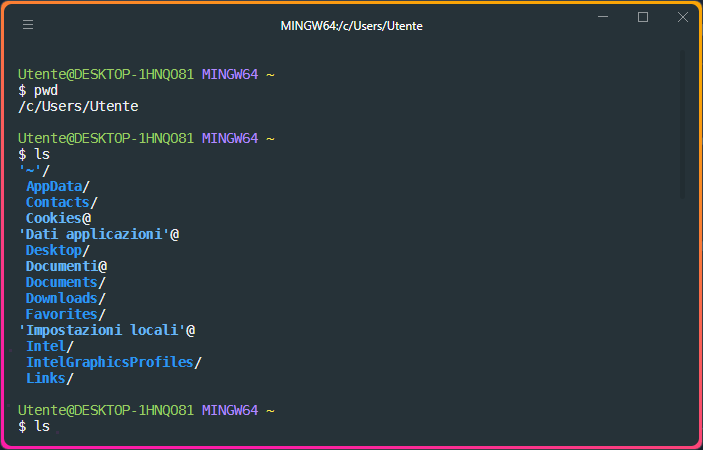 MINGW64:/c/Users/Utente
Utente@DESKTOP-1HNQO81 MINGW64 ~
$ pwd
/c/Users/Utente
Utente@DESKTOP-1HNQO81 MINGW64 ~
$ ls
'~'/
AppData/
Contacts/
Cookies@
'Dati applicazioni'@
Desktop/
Documenti@
Documents/
Downloads/
Favorites/
'Impostazioni locali'@
Intel/
IntelGraphicsProfiles/
Links/
Utente@DESKTOP-1HNQO81 MINGW64 ~
$ ls